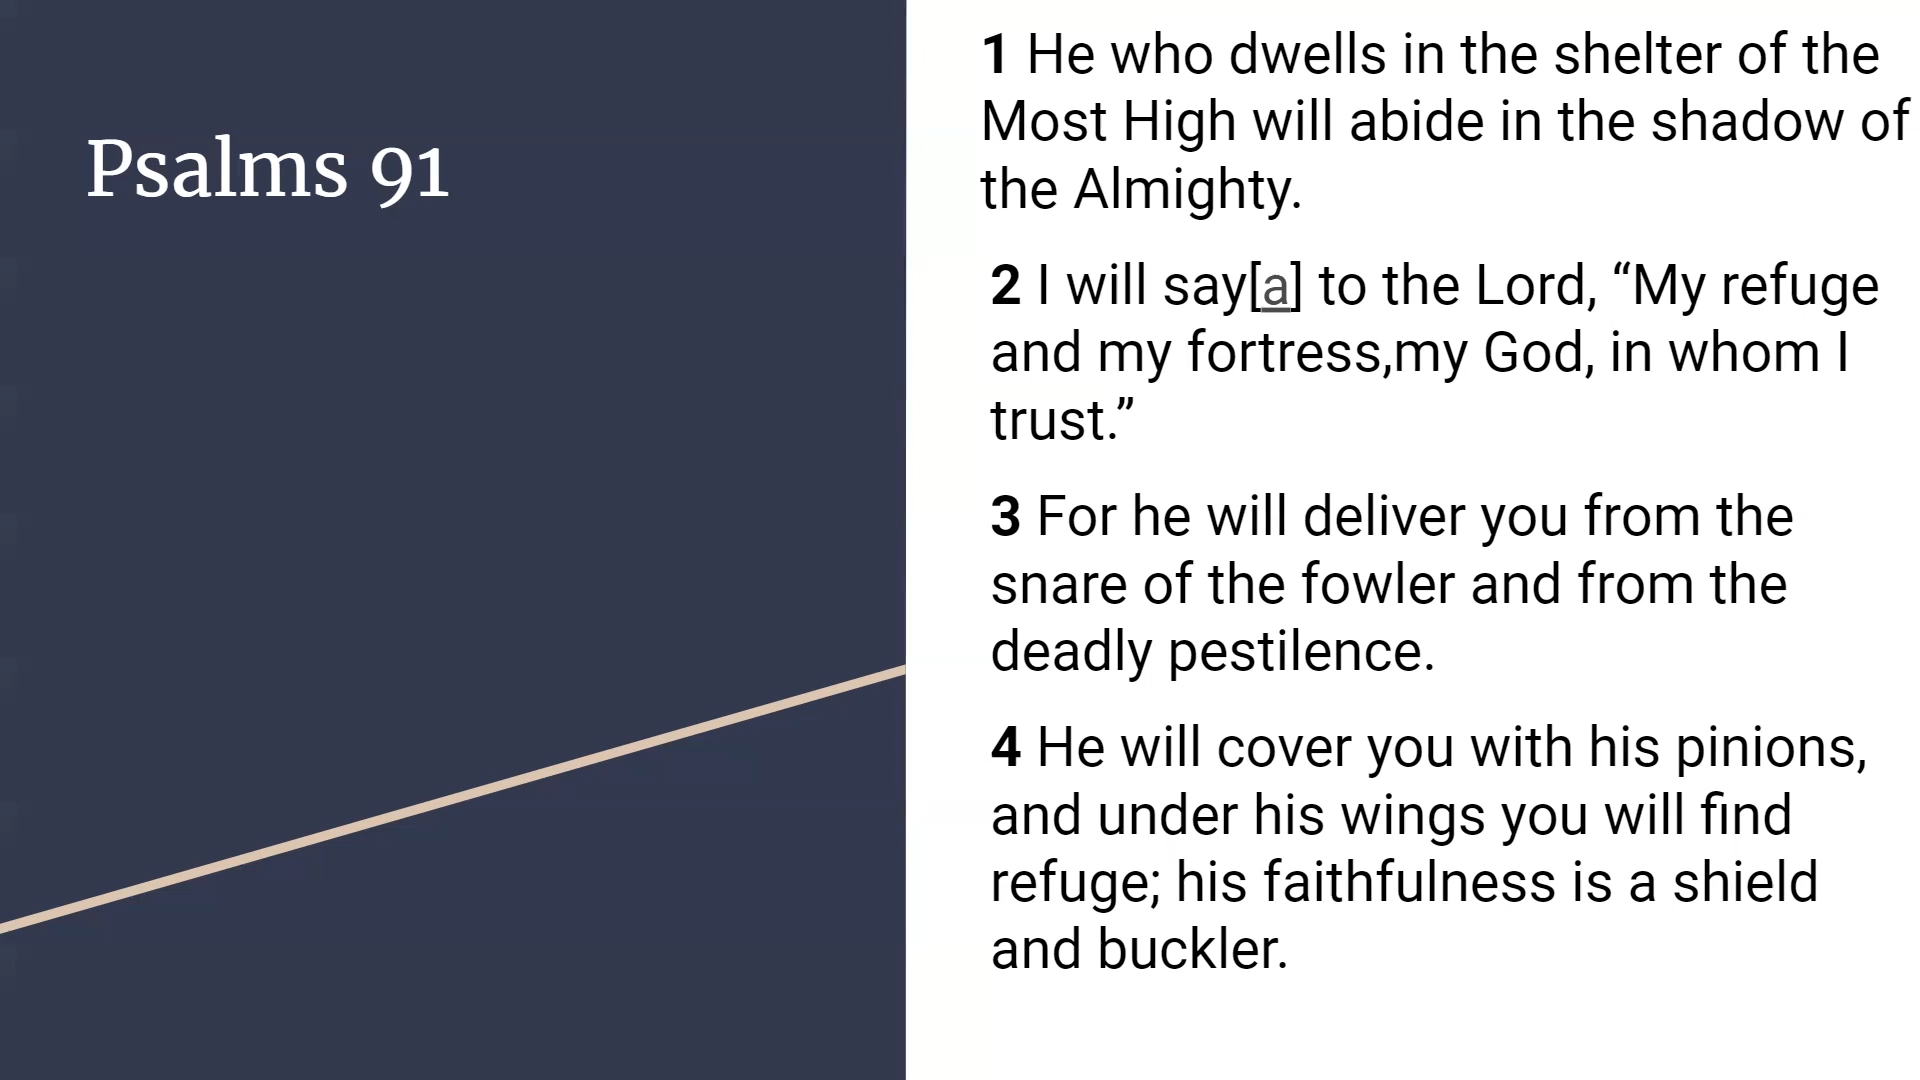 Psalms 91
1 He who dwells in the shelter of the
Most High will abide in the shadow of
the Almighty.
2 I will say[a] to the Lord, “My refuge
and my fortress,my God, in whom I
trust.”
3 For he will deliver you from the
snare of the fowler and from the
deadly pestilence.
4 He will cover you with his pinions,
and under his wings you will find
refuge; his faithfulness is a shield
and buckler.